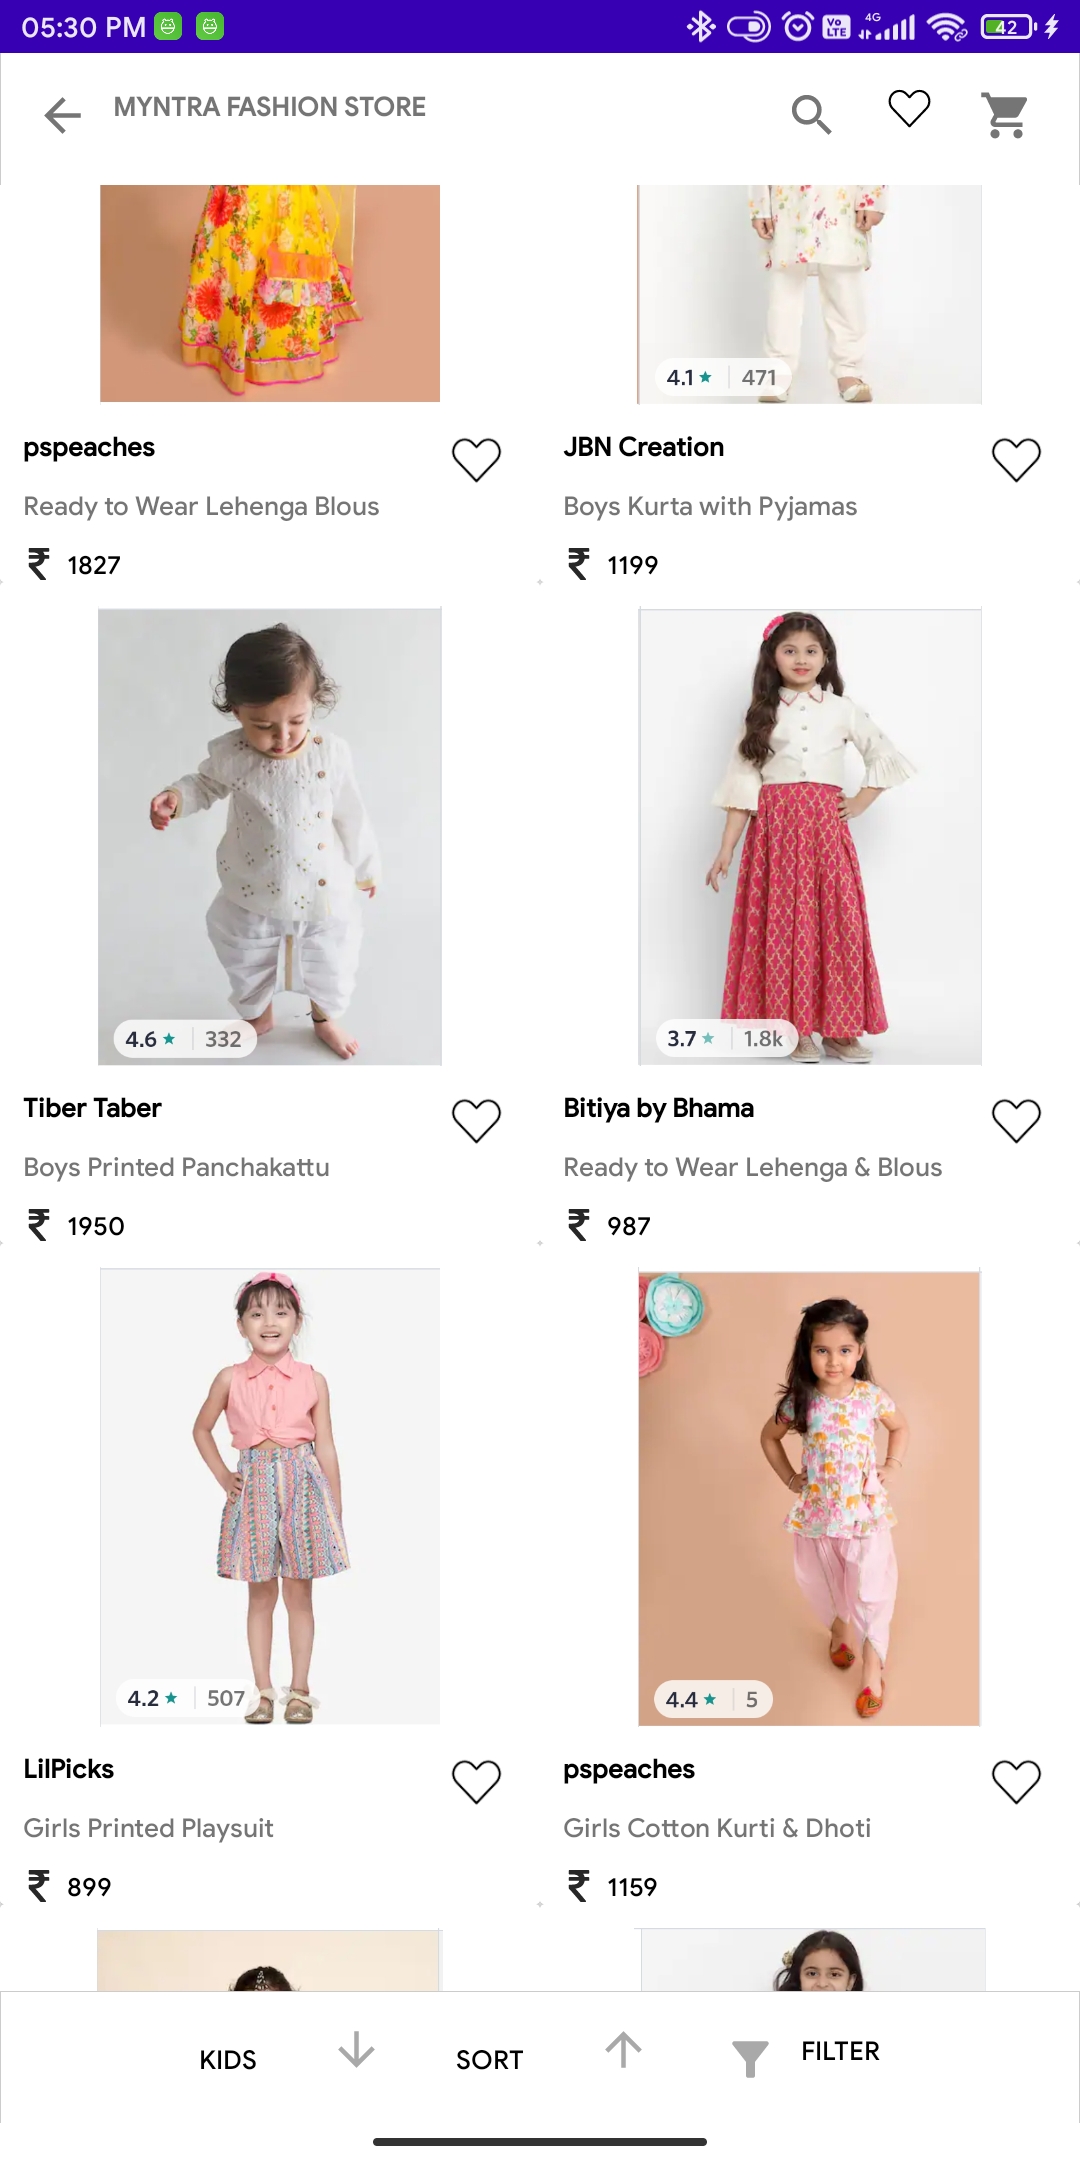 05:30 PM
Vo LTE 4G 42
MYNTRA FASHION STORE
4.1 ★ 471
pspeaches
Ready to Wear Lehenga Blous
₹ 1827
JBN Creation
Boys Kurta with Pyjamas
₹ 1199
4.6 ★ 332
3.7 ★ 1.8k
Tiber Taber
Boys Printed Panchakattu
₹ 1950
Bitiya by Bhama
Ready to Wear Lehenga & Blous
₹ 987
4.2 ★ 507
4.4 ★ 5
LilPicks
Girls Printed Playsuit
₹ 899
pspeaches
Girls Cotton Kurti & Dhoti
₹ 1159
KIDS SORT FILTER